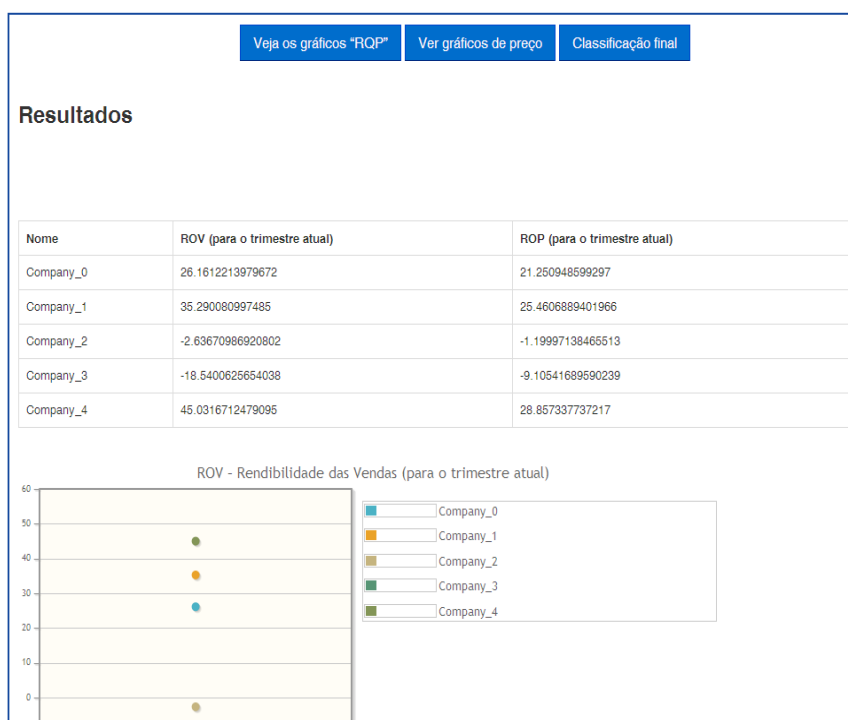 Veja os gráficos “RQP” Ver gráficos de preço Classificação final
Resultados
Nome ROV (para o trimestre atual) ROP (para o trimestre atual)
Company_0 26.1612213979672 21.250948599297
Company_1 35.290080997485 25.4606889401966
Company_2 -2.63670986920802 -1.19997138465513
Company_3 -18.5400625654038 -9.10541689590239
Company_4 45.0316712479095 28.857337737217
ROV - Rendibilidade das Vendas (para o trimestre atual)
60
50
40
30
20
10
0
Company_0
Company_1
Company_2
Company_3
Company_4